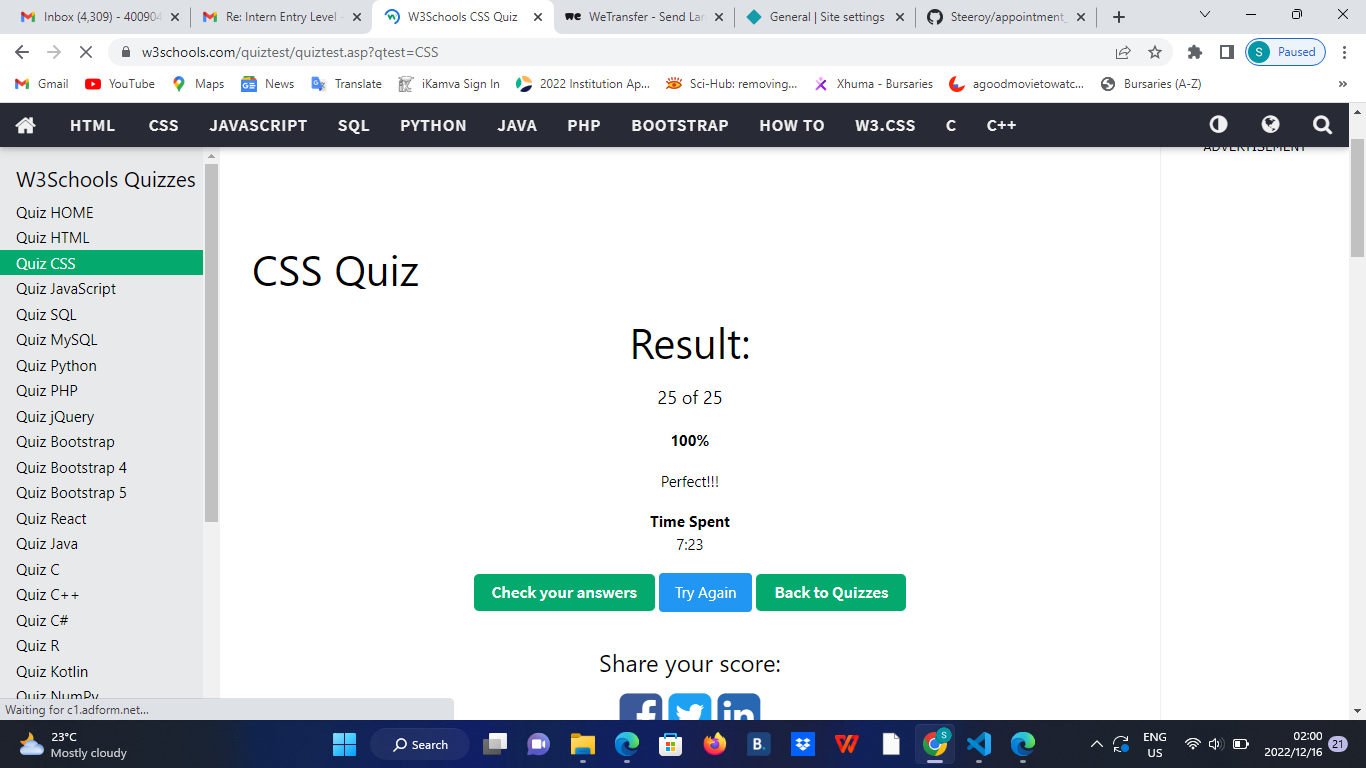 Inbox (4,309) - 400904
Re: Intern Entry Level -
W3Schools CSS Quiz
WeTransfer - Send Lar
General | Site settings
Steeroy/appointment_
w3schools.com/quiztest/quiztest.asp?qtest=CSS
S
Paused
Gmail
YouTube
Maps
News
Translate
iKamva Sign In
2022 Institution Ap...
Sci-Hub: removing...
Xhuma - Bursaries
agoodmovietowatc...
Bursaries (A-Z)
»
HTML
CSS
JAVASCRIPT
SQL
PYTHON
JAVA
PHP
BOOTSTRAP
HOW TO
W3.CSS
C
C++
ADVERTISEMENT
W3Schools Quizzes
Quiz HOME
Quiz HTML
Quiz CSS
Quiz JavaScript
Quiz SQL
Quiz MySQL
Quiz Python
Quiz PHP
Quiz jQuery
Quiz Bootstrap
Quiz Bootstrap 4
Quiz Bootstrap 5
Quiz React
Quiz Java
Quiz C
Quiz C++
Quiz C#
Quiz R
Quiz Kotlin
Quiz NumPy
CSS Quiz
Result:
25 of 25
100%
Perfect!!!
Time Spent
7:23
Check your answers
Try Again
Back to Quizzes
Share your score:
Waiting for c1.adform.net...
23°C
Mostly cloudy
Search
ENG
US
02:00
2022/12/16
21